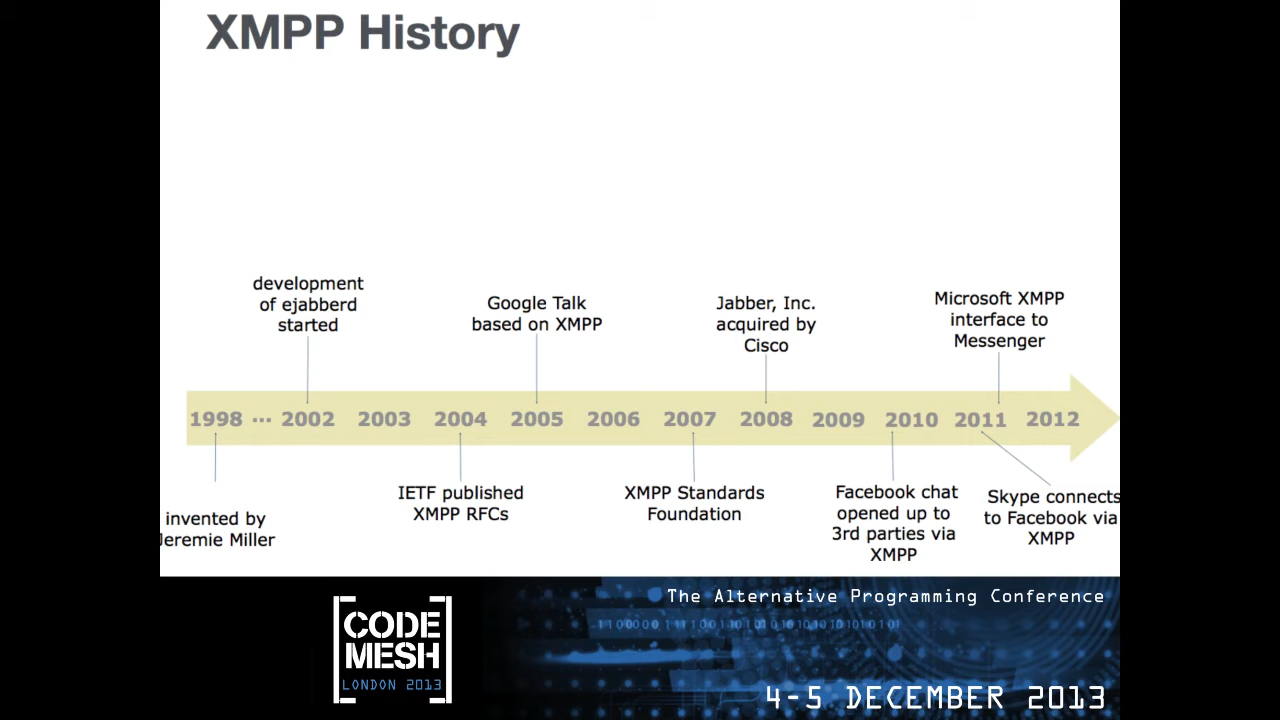 XMPP History
development
of ejabberd
started
Google Talk
based on XMPP
Jabber, Inc.
acquired by
Cisco
Microsoft XMPP
interface to
Messenger
1998 ... 2002 2003 2004 2005 2006 2007 2008 2009 2010 2011 2012
invented by
Jeremie Miller
IETF published
XMPP RFCs
XMPP Standards
Foundation
Facebook chat
opened up to
3rd parties via
XMPP
Skype connects
to Facebook via
XMPP
CODE
MESH
LONDON 2013
The Alternative Programming Conference
4-5 DECEMBER 2013